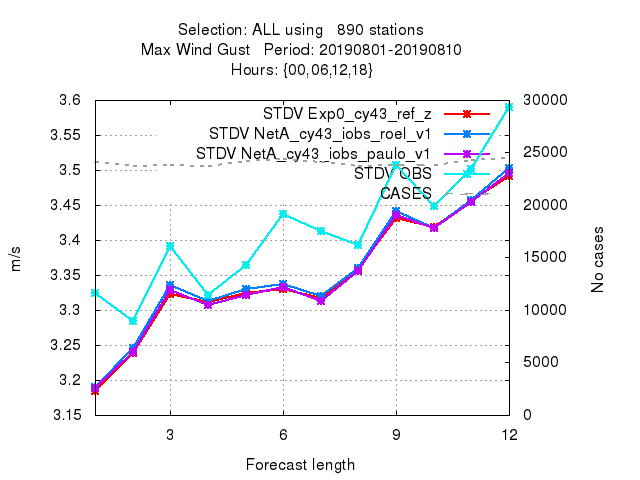 Selection: ALL using   890 stations
Max Wind Gust   Period: 20190801-20190810
Hours: {00,06,12,18}
3.6 30000
STDV Exp0_cy43_ref_z
3.55
STDV NetA_cy43_iobs_roel_v1
STDV NetA_cy43_iobs_paulo_v1
25000
3.5
STDV OBS
CASES
3.45 20000
3.4
3.35 15000
m/s
No cases
3.3 10000
3.25
5000
3.2
3.15 0
3 6 9 12
Forecast length